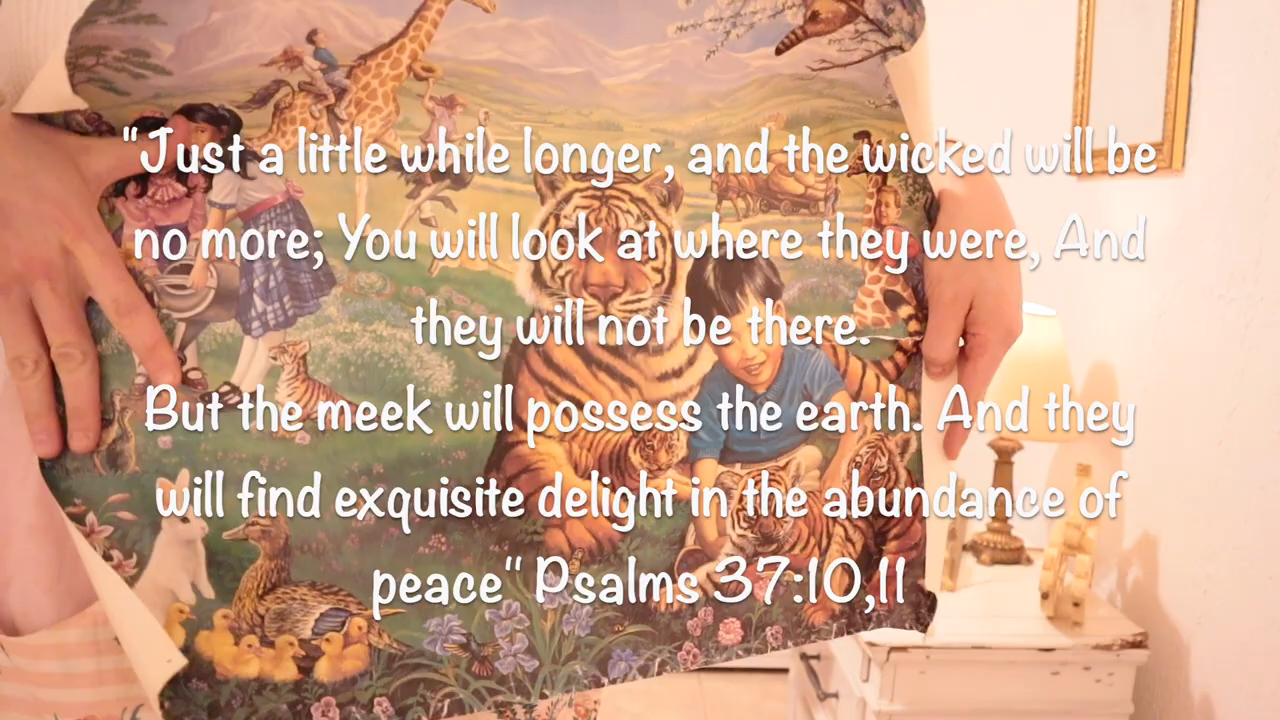 "Just a little while longer, and the wicked will be
no more; You will look at where they were, And
they will not be there.
But the meek will possess the earth. And they
will find exquisite delight in the abundance of
peace" Psalms 37:10,11